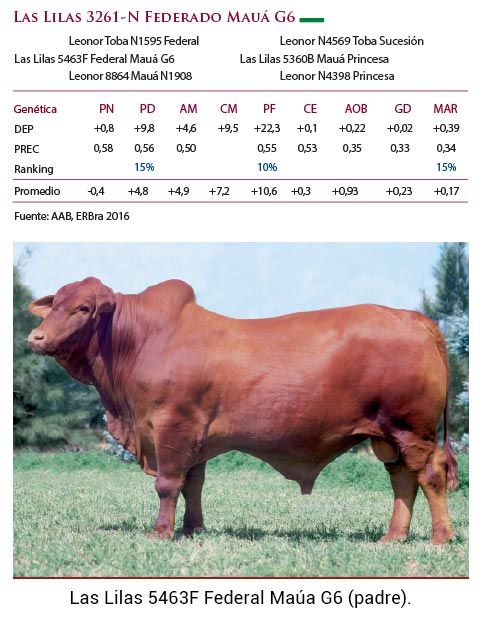 Las Lilas 3261-N Federado Mauá G6
Leonor Toba N1595 Federal Leonor N4569 Toba Sucesión
Las Lilas 5463F Federal Mauá G6 Las Lilas 5360B Mauá Princesa
Leonor 8864 Mauá N1908 Leonor N4398 Princesa
Genética PN PD AM CM PF CE AOB GD MAR
DEP +0,8 +9,8 +4,6 +9,5 +22,3 +0,1 +0,22 +0,02 +0,39
PREC 0,58 0,56 0,50 0,55 0,53 0,35 0,33 0,34
Ranking 15% 10% 15%
Promedio -0,4 +4,8 +4,9 +7,2 +10,6 +0,3 +0,93 +0,23 +0,17
Fuente: AAB, ERBra 2016
Las Lilas 5463F Federal Maúa G6 (padre).